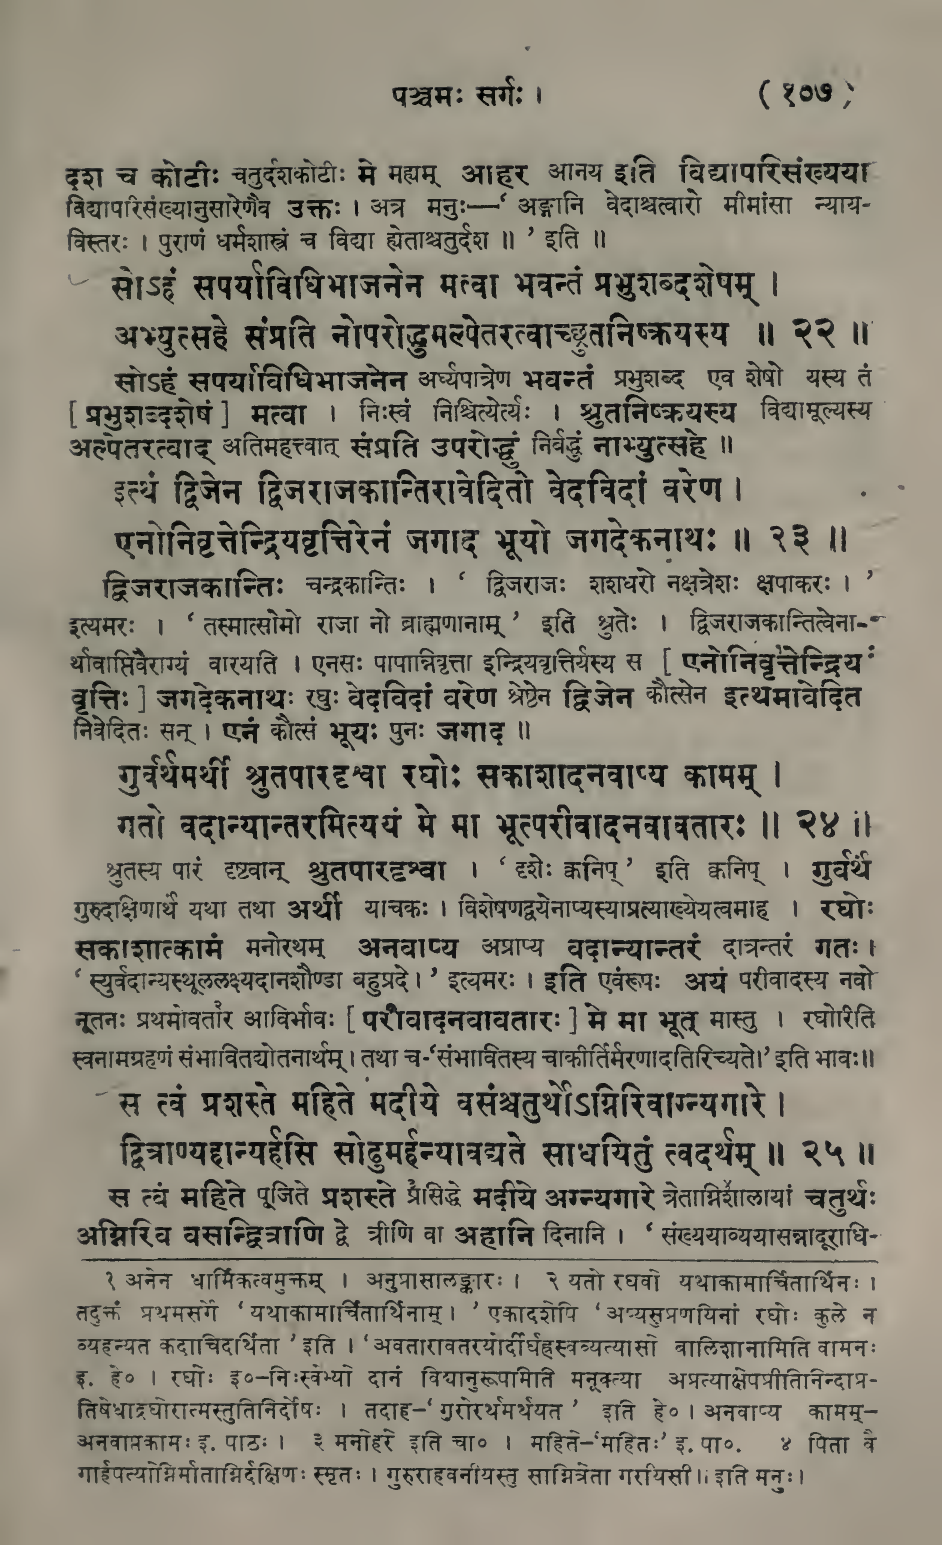 पञ्चमः सर्गः । ( १०७ )
दश च कोटीः चतुर्दशकोटीः मे मह्यम् आहर आनय इति विद्यापरिसंख्यया
विद्यापरिसंख्यानुसारेणैव उक्तः । अत्र मनुः—‘ अङ्गानि वेदाश्चत्वारो मीमांसा न्याय-
विस्तरः । पुराणं धर्मशास्त्रं च विद्या ह्येताश्चतुर्दश ॥ ’ इति ॥
सोऽहं सपर्याविधिभाजनेन मत्वा भवन्तं प्रभुशब्दशेषम् ।
अभ्युत्सहे संप्रति नोपरोद्धुमल्पेतरत्वाच्छ्रुतनिष्क्रयस्य ॥ २२ ॥
सोऽहं सपर्याविधिभाजनेन अर्घ्यपात्रेण भवन्तं प्रभुशब्द एव शेषो यस्य तं
[ प्रभुशब्दशेषं ] मत्वा । निःस्वं निश्चित्येर्त्यः । श्रुतनिष्क्रयस्य विद्यामूल्यस्य
अल्पेतरत्वाद् अतिमहत्त्वात् संप्रति उपरोद्धुं निर्बद्धुं नाभ्युत्सहे ॥
इत्थं द्विजेन द्विजराजकान्तिरावेदितो वेदविदां वरेण ।
एनोनिवृत्तेन्द्रियवृत्तिरेनं जगाद भूयो जगदेकनाथः ॥ २३ ॥
द्विजराजकान्तिः चन्द्रकान्तिः । ‘ द्विजराजः शशधरो नक्षत्रेशः क्षपाकरः । ’
इत्यमरः । ‘ तस्मात्सोमो राजा नो ब्राह्मणानाम् ’ इति श्रुतेः । द्विजराजकान्तित्वेना-
र्थावाप्तिवैराग्यं वारयति । एनसः पापान्निवृत्ता इन्द्रियवृत्तिर्यस्य स [ एनोनिवृत्तेन्द्रिय
वृत्तिः ] जगदेकनाथः रघुः वेदविदां वरेण श्रेष्ठेन द्विजेन कौत्सेन इत्थमावेदित
निवेदितः सन् । एनं कौत्सं भूयः पुनः जगाद ॥
गुर्वर्थमर्थी श्रुतपारदृश्वा रघोः सकाशादनवाप्य कामम् ।
गतो वदान्यान्तरमित्ययं मे मा भूत्परीवादनवावतारः ॥ २४ ॥
श्रुतस्य पारं दृष्टवान् श्रुतपारदृश्वा । ‘ दृशेः क्वनिप् ’ इति क्वनिप् । गुर्वर्थं
गुरुदाक्षिणार्थं यथा तथा अर्थी याचकः । विशेषणद्वयेनाप्यस्याप्रत्याख्येयत्वमाह । रघोः
सकाशात्कामं मनोरथम् अनवाप्य अप्राप्य वदान्यान्तरं दात्रन्तरं गतः ।
‘ स्युर्वदान्यस्थूललक्ष्यदानशौण्डा बहुप्रदे । ’ इत्यमरः । इति एवंरूपः अयं परीवादस्य नवो
नूतनः प्रथमोवर्तार आविर्भावः [ परीवादनवावतारः ] मे मा भूत् मास्तु । रघोरिति
स्वनामग्रहणं संभावितद्योतनार्थम् । तथा च-‘संभावितस्य चाकीर्तिर्मरणादतिरिच्यते।’ इति भावः॥
स त्वं प्रशस्ते महिते मदीये वसंश्चतुर्थोऽग्निरिवाग्न्यगारे ।
द्वित्राण्यहान्यर्हसि सोढुमर्हन्यावद्यते साधयितुं त्वदर्थम् ॥ २५ ॥
स त्वं महिते पूजिते प्रशस्ते प्रसिद्धे मदीये अग्न्यगारे त्रेताग्निशालायां चतुर्थः
अग्निरिव वसन्द्वित्राणि द्वे त्रीणि वा अहानि दिनानि । ‘ संख्ययाव्ययासन्नादूराधि-
१ अनेन धार्मिकत्वमुक्तम् । अनुप्रासालङ्कारः । २ यतो रघवो यथाकामार्चितार्थिनः ।
तदुक्तं प्रथमसर्गे ‘ यथाकामार्चितार्थिनाम् । ’ एकादशेपि ‘ अप्यसुप्रणयिनां रघोः कुले न
व्यहन्यत कदाचिदर्थिता ’ इति । ‘ अवतारावतरयोर्दीर्घह्रस्वव्यत्यासो वालिशानामिति वामनः
इ. हे० । रघोः इ०—निःस्वेभ्यो दानं विद्यानुरूपमिति मनूक्त्या अप्रत्याक्षेपप्रीतिनिन्दाप्र-
तिषेधाद्रघोरात्मस्तुतिनिर्दोषः । तदाह-‘ गुरोरर्थमर्थयत ’ इति हे० । अनवाप्य कामम्—
अनवाप्तकामः इ. पाठः । ३ मनोहरे इति चा० । महिते-‘महितः’ इ. पा०. ४ पिता वै
गार्हपत्योग्निर्माताग्निर्दक्षिणः स्मृतः । गुरुराहवनीयस्तु साग्नित्रेता गरीयसी ॥ इति मनुः ।